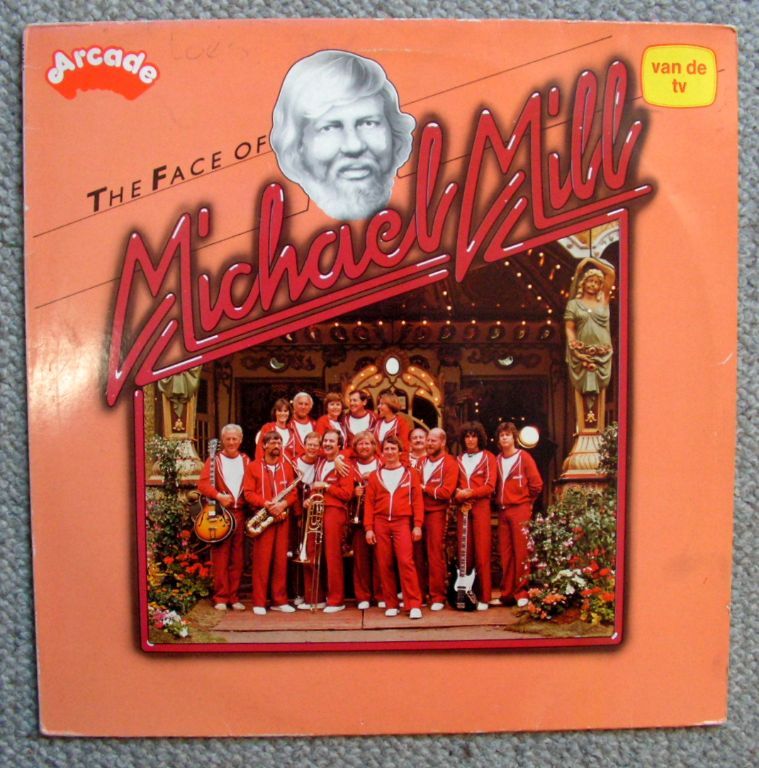 Arcade
van de
tv
THE FACE OF
Michael Mill